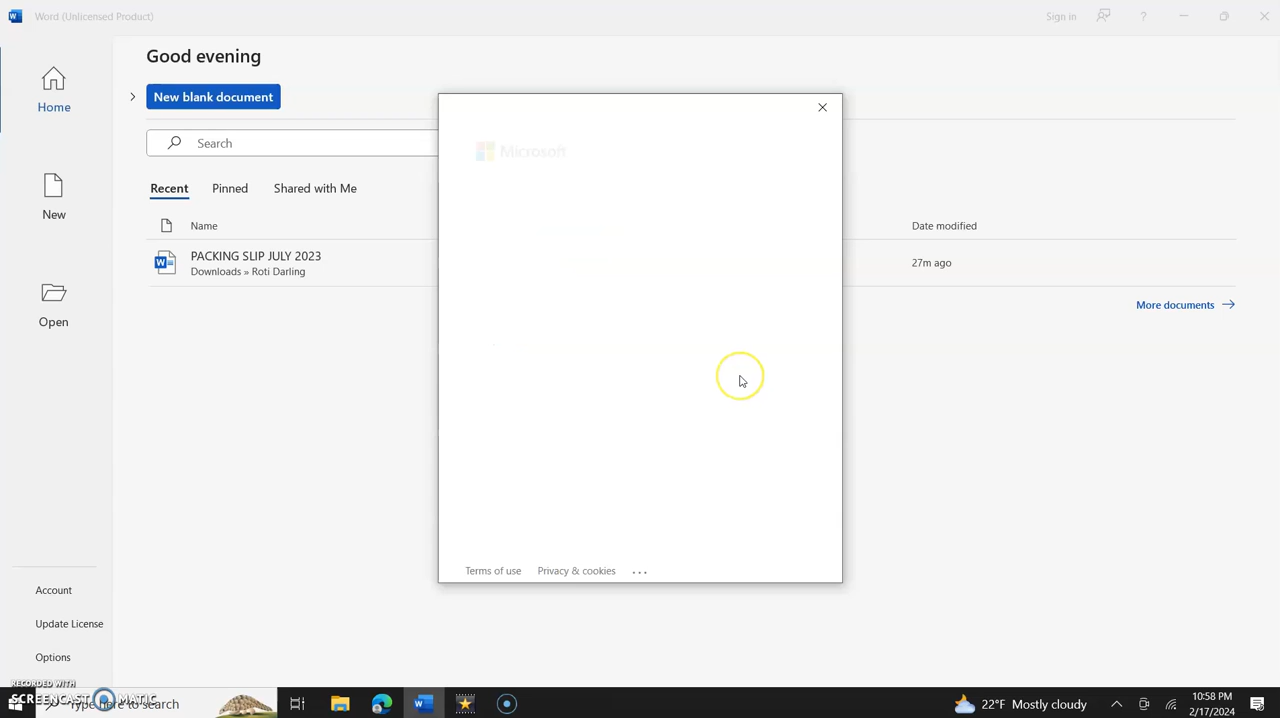 Word (Unlicensed Product)
Sign in
?
Good evening
Home
New blank document
Search
Microsoft
Recent
Pinned
Shared with Me
New
Name
Date modified
PACKING SLIP JULY 2023
Downloads » Roti Darling
27m ago
More documents
Open
Terms of use
Privacy & cookies
...
Account
Update License
Options
RECORDED WITH
SCREENCAST MATIC
Type here to search
22°F Mostly cloudy
10:58 PM
2/17/2024